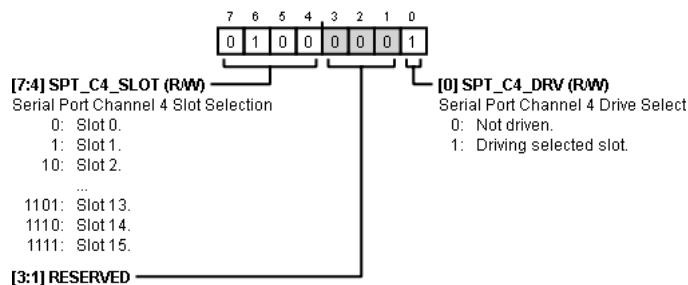 7 6 5 4 3 2 1 0
0 1 0 0 0 0 0 1
[7:4] SPT_C4_SLOT (R/W)
Serial Port Channel 4 Slot Selection
0: Slot 0.
1: Slot 1.
10: Slot 2.
...
1101: Slot 13.
1110: Slot 14.
1111: Slot 15.
[3:1] RESERVED
[0] SPT_C4_DRV (R/W)
Serial Port Channel 4 Drive Select
0: Not driven.
1: Driving selected slot.